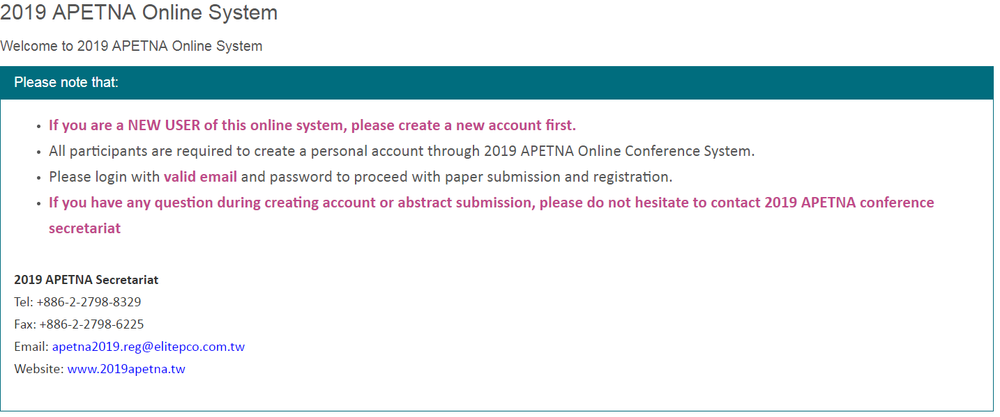 2019 APETNA Online System
Welcome to 2019 APETNA Online System
Please note that:
If you are a NEW USER of this online system, please create a new account first.
All participants are required to create a personal account through 2019 APETNA Online Conference System.
Please login with valid email and password to proceed with paper submission and registration.
If you have any question during creating account or abstract submission, please do not hesitate to contact 2019 APETNA conference
secretariat
2019 APETNA Secretariat
Tel: +886-2-2798-8329
Fax: +886-2-2798-6225
Email: apetna2019.reg@elitepco.com.tw
Website: www.2019apetna.tw